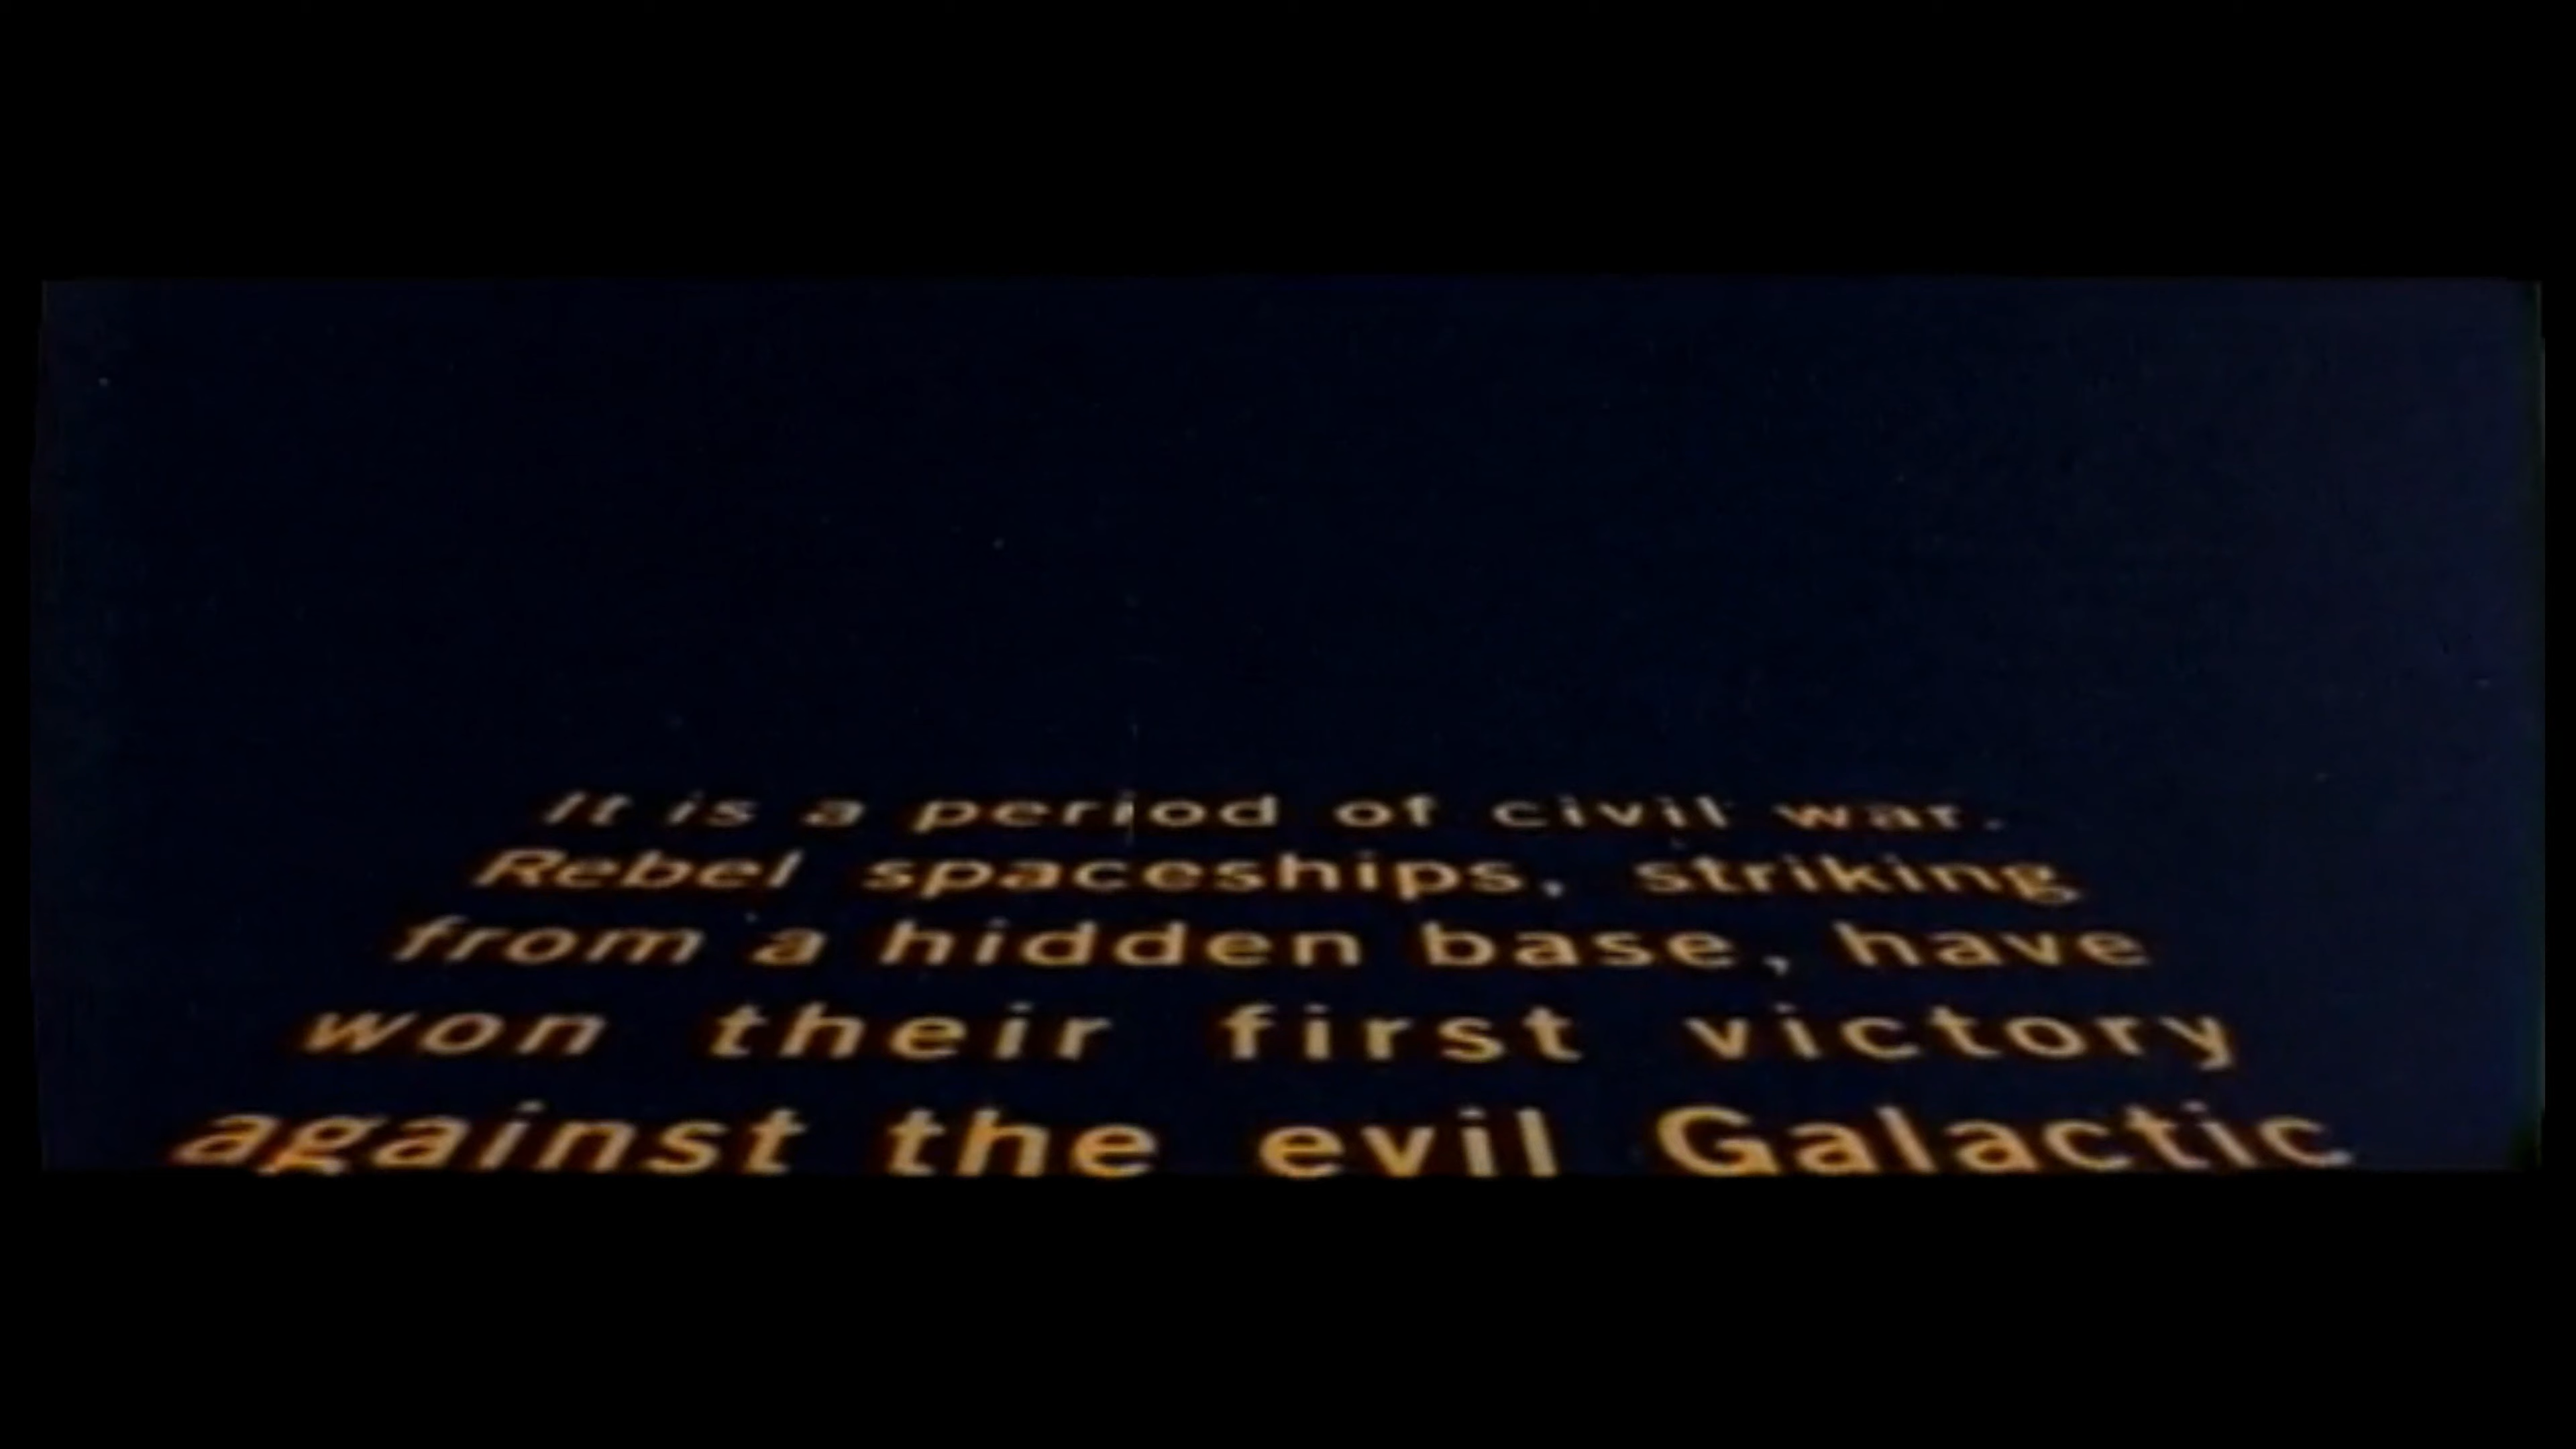 It is a period of civil war.
Rebel spaceships, striking
from a hidden base, have
won their first victory
against the evil Galactic